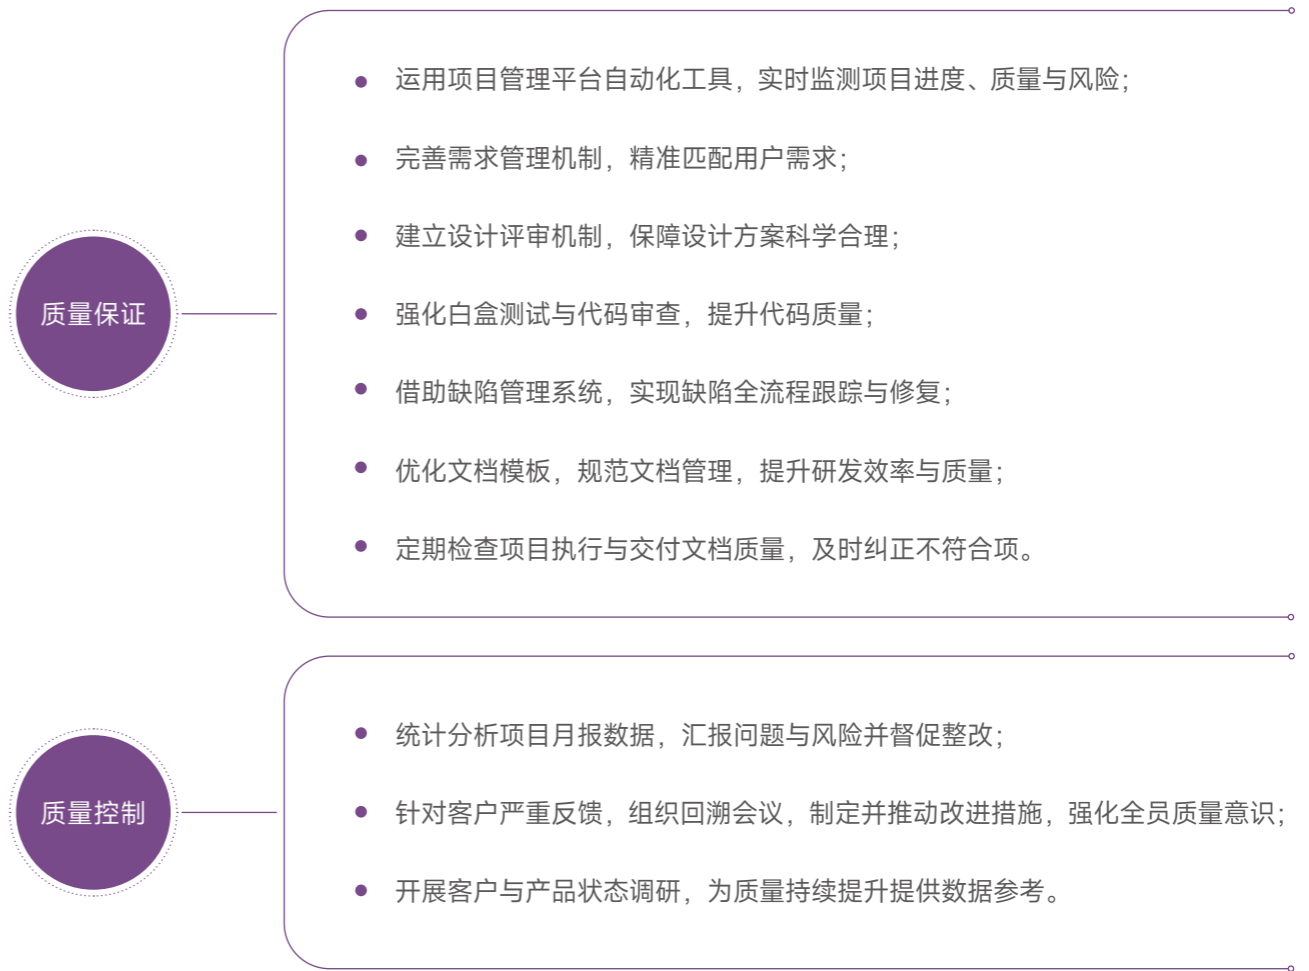 质量保证
运用项目管理平台自动化工具，实时监测项目进度、质量与风险；
完善需求管理机制，精准匹配用户需求；
建立设计评审机制，保障设计方案科学合理；
强化白盒测试与代码审查，提升代码质量；
借助缺陷管理系统，实现缺陷全流程跟踪与修复；
优化文档模板，规范文档管理，提升研发效率与质量；
定期检查项目执行与交付文档质量，及时纠正不符合项。
质量控制
统计分析项目月报数据，汇报问题与风险并督促整改；
针对客户严重反馈，组织回溯会议，制定并推动改进措施，强化全员质量意识；
开展客户与产品状态调研，为质量持续提升提供数据参考。